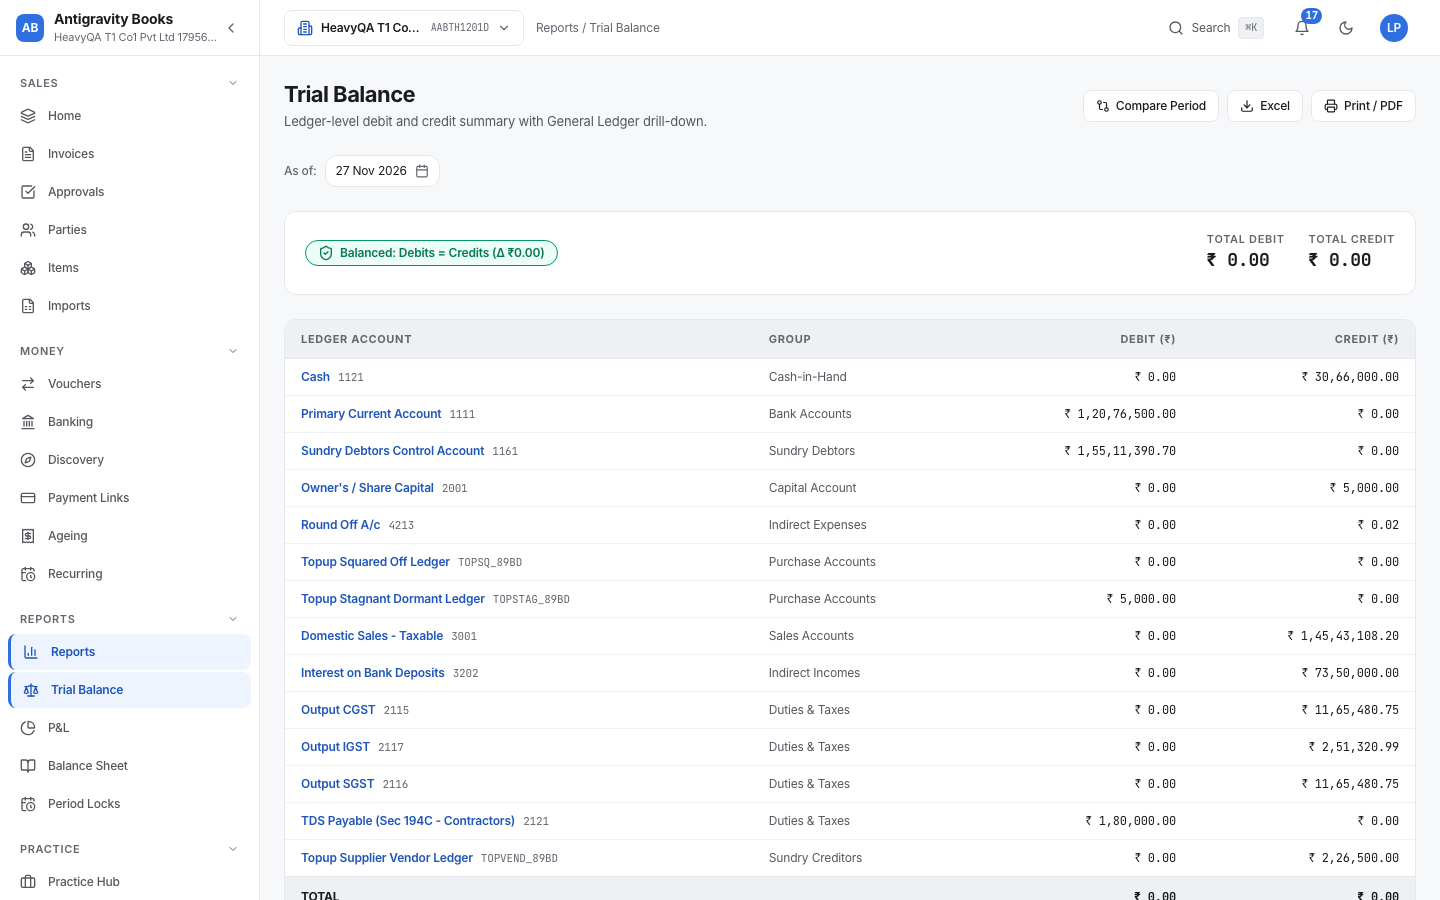 AB
Antigravity Books
HeavyQA T1 Co1 Pvt Ltd 17956...
HeavyQA T1 Co... AABTH1201D
Reports / Trial Balance
Search ⌘K
17
LP
SALES
Home
Invoices
Approvals
Parties
Items
Imports
MONEY
Vouchers
Banking
Discovery
Payment Links
Ageing
Recurring
REPORTS
Reports
Trial Balance
P&L
Balance Sheet
Period Locks
PRACTICE
Practice Hub
Trial Balance
Ledger-level debit and credit summary with General Ledger drill-down.
Compare Period
Excel
Print / PDF
As of: 27 Nov 2026
Balanced: Debits = Credits (Δ ₹0.00)
TOTAL DEBIT TOTAL CREDIT
₹ 0.00 ₹ 0.00
LEDGER ACCOUNT GROUP DEBIT (₹) CREDIT (₹)
Cash 1121 Cash-in-Hand ₹ 0.00 ₹ 30,66,000.00
Primary Current Account 1111 Bank Accounts ₹ 1,20,76,500.00 ₹ 0.00
Sundry Debtors Control Account 1161 Sundry Debtors ₹ 1,55,11,390.70 ₹ 0.00
Owner's / Share Capital 2001 Capital Account ₹ 0.00 ₹ 5,000.00
Round Off A/c 4213 Indirect Expenses ₹ 0.00 ₹ 0.02
Topup Squared Off Ledger TOPSQ_89BD Purchase Accounts ₹ 0.00 ₹ 0.00
Topup Stagnant Dormant Ledger TOPSTAG_89BD Purchase Accounts ₹ 5,000.00 ₹ 0.00
Domestic Sales - Taxable 3001 Sales Accounts ₹ 0.00 ₹ 1,45,43,108.20
Interest on Bank Deposits 3202 Indirect Incomes ₹ 0.00 ₹ 73,50,000.00
Output CGST 2115 Duties & Taxes ₹ 0.00 ₹ 11,65,480.75
Output IGST 2117 Duties & Taxes ₹ 0.00 ₹ 2,51,320.99
Output SGST 2116 Duties & Taxes ₹ 0.00 ₹ 11,65,480.75
TDS Payable (Sec 194C - Contractors) 2121 Duties & Taxes ₹ 1,80,000.00 ₹ 0.00
Topup Supplier Vendor Ledger TOPVEND_89BD Sundry Creditors ₹ 0.00 ₹ 2,26,500.00
TOTAL ₹ 0.00 ₹ 0.00